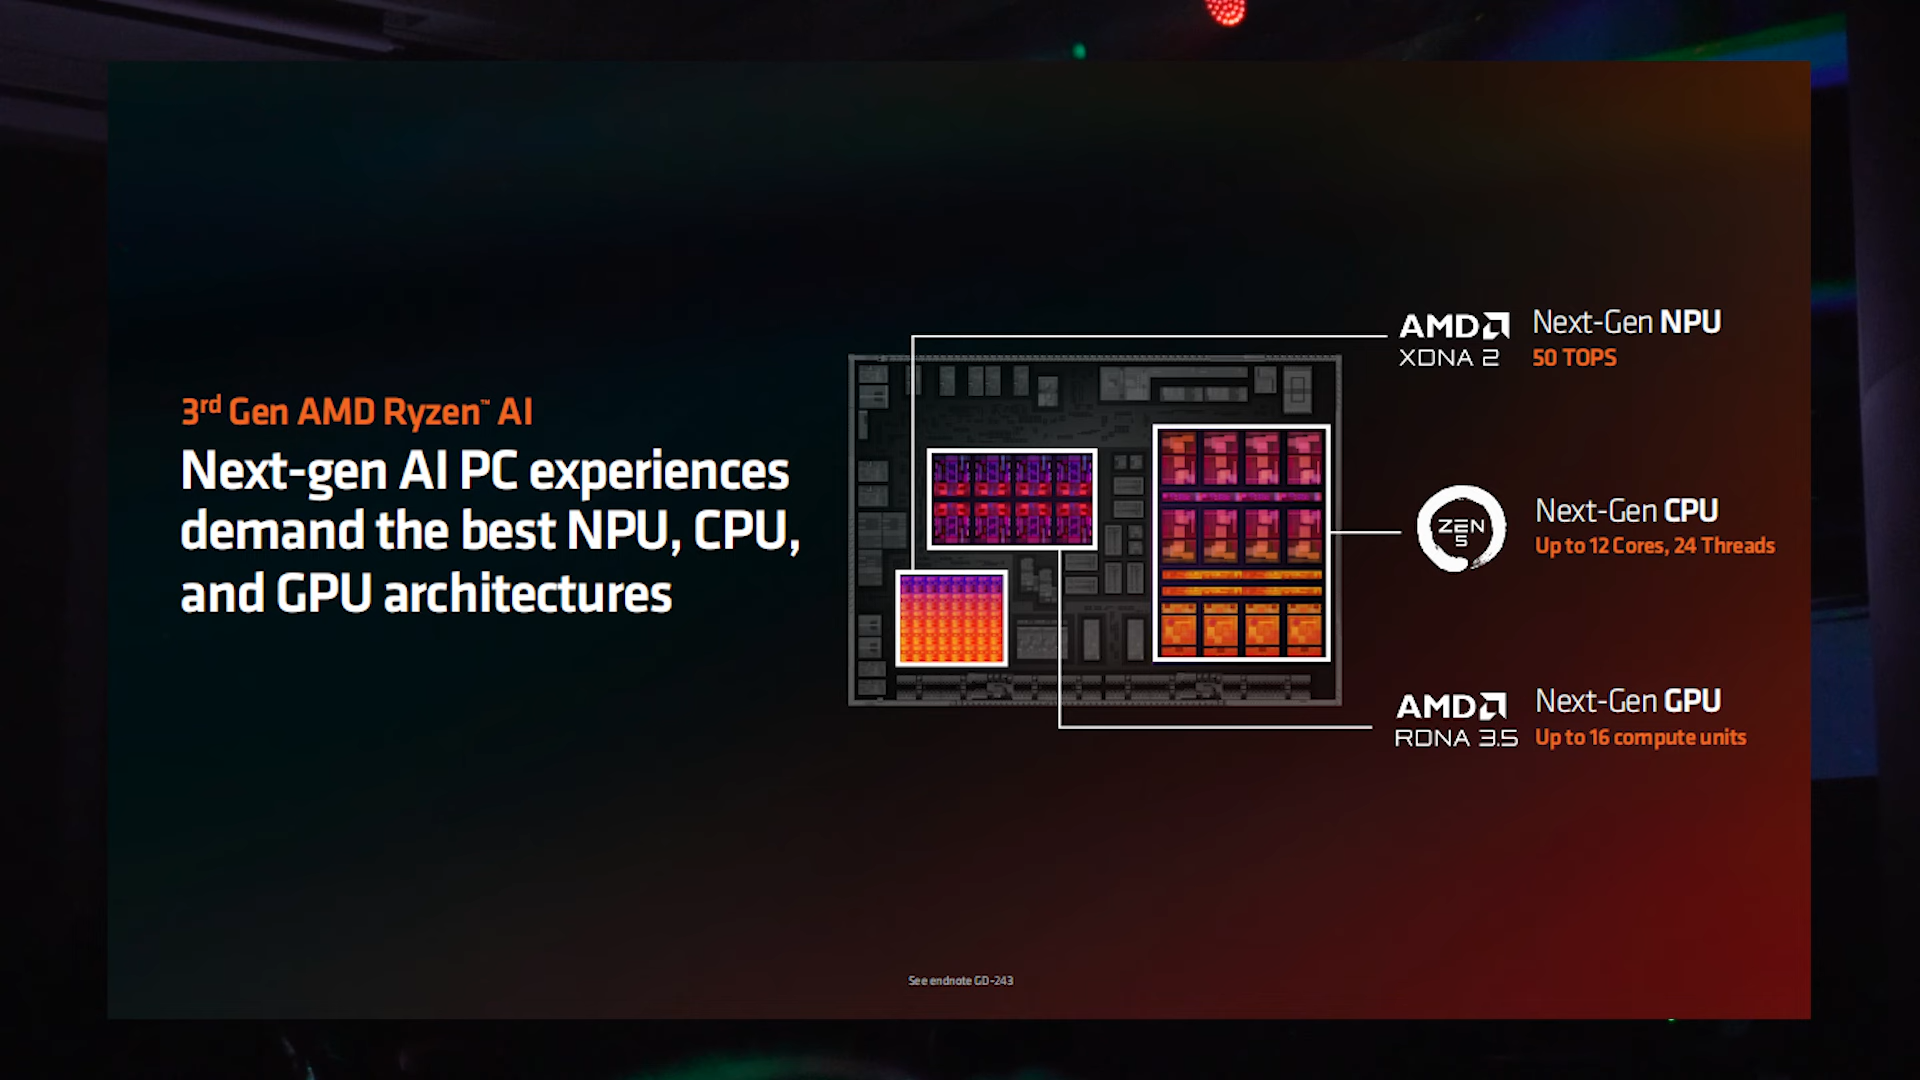 3rd Gen AMD Ryzen™ AI
Next-gen AI PC experiences
demand the best NPU, CPU,
and GPU architectures
AMD
XDNA 2
Next-Gen NPU
50 TOPS
ZEN
5
Next-Gen CPU
Up to 12 Cores, 24 Threads
AMD
RDNA 3.5
Next-Gen GPU
Up to 16 compute units
See endnote GD-243